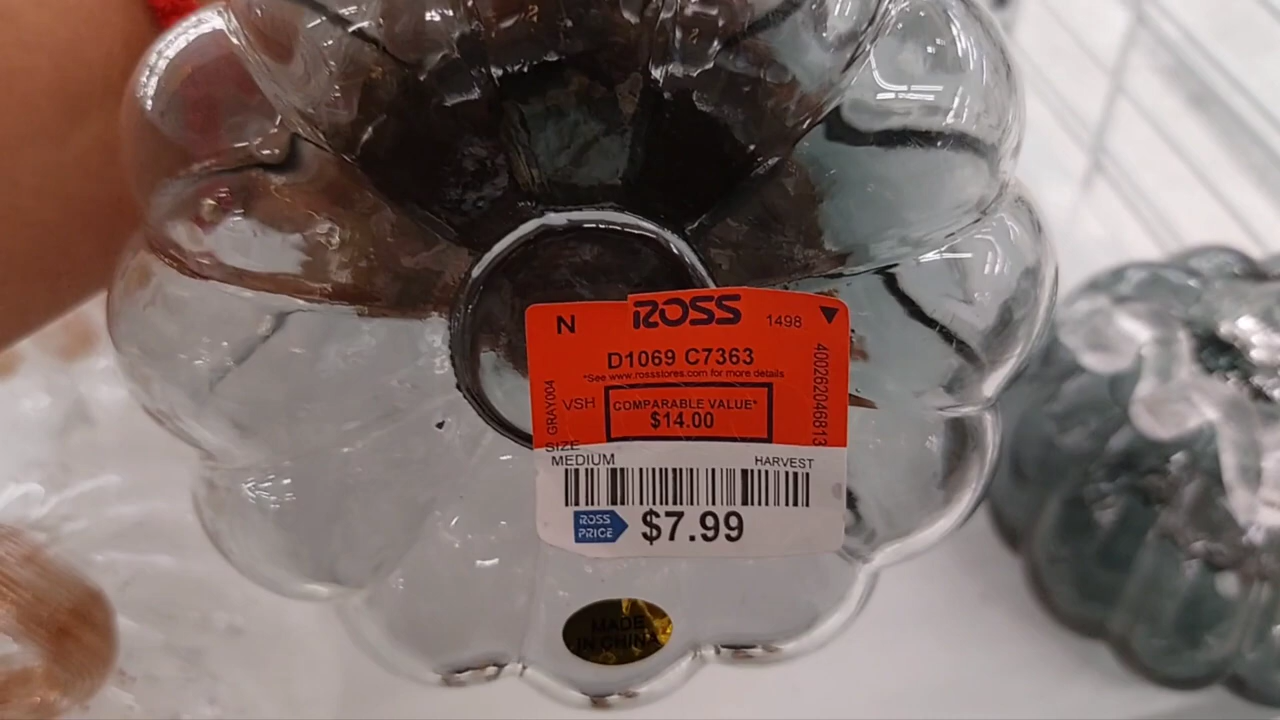 N
ROSS
1498
D1069 C7363
*See www.rossstores.com for more details
GRAY004
VSH
COMPARABLE VALUE*
$14.00
400262046813
SIZE
MEDIUM
HARVEST
ROSS
PRICE
$7.99
MADE
IN CHINA